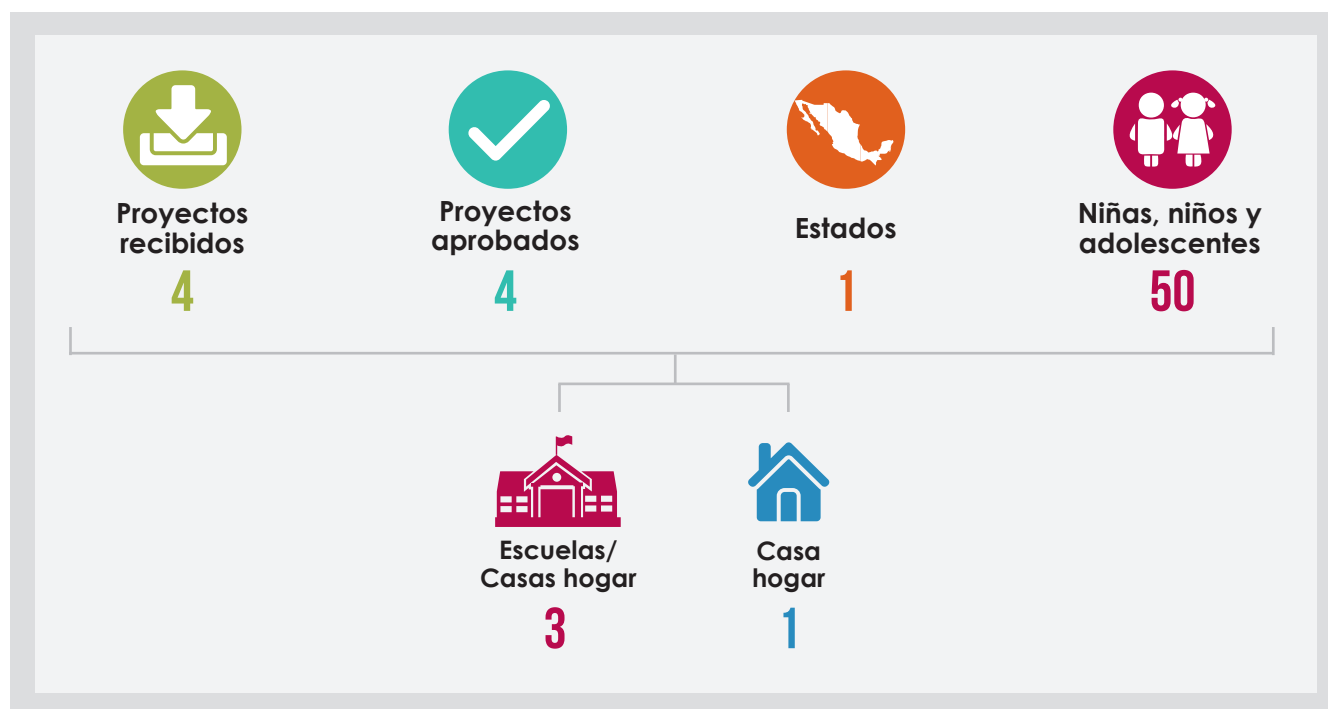 Proyectos
recibidos
4
Proyectos
aprobados
4
Estados
1
Niñas, niños y
adolescentes
50
Escuelas/
Casas hogar
3
Casa
hogar
1